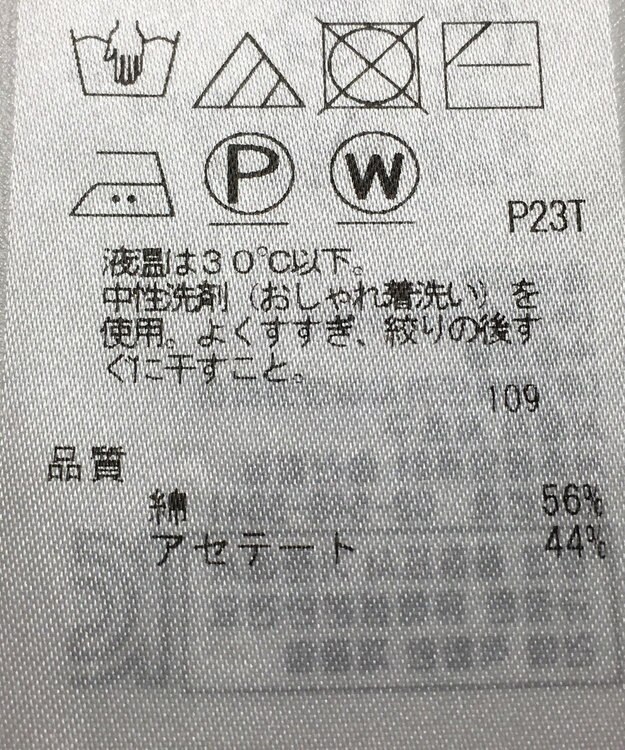 P W
P23T
液温は30℃以下。
中性洗剤（おしゃれ着洗い）を
使用。よくすすぎ、絞りの後す
ぐに干すこと。
109
品質
綿 56%
アセテート 44%